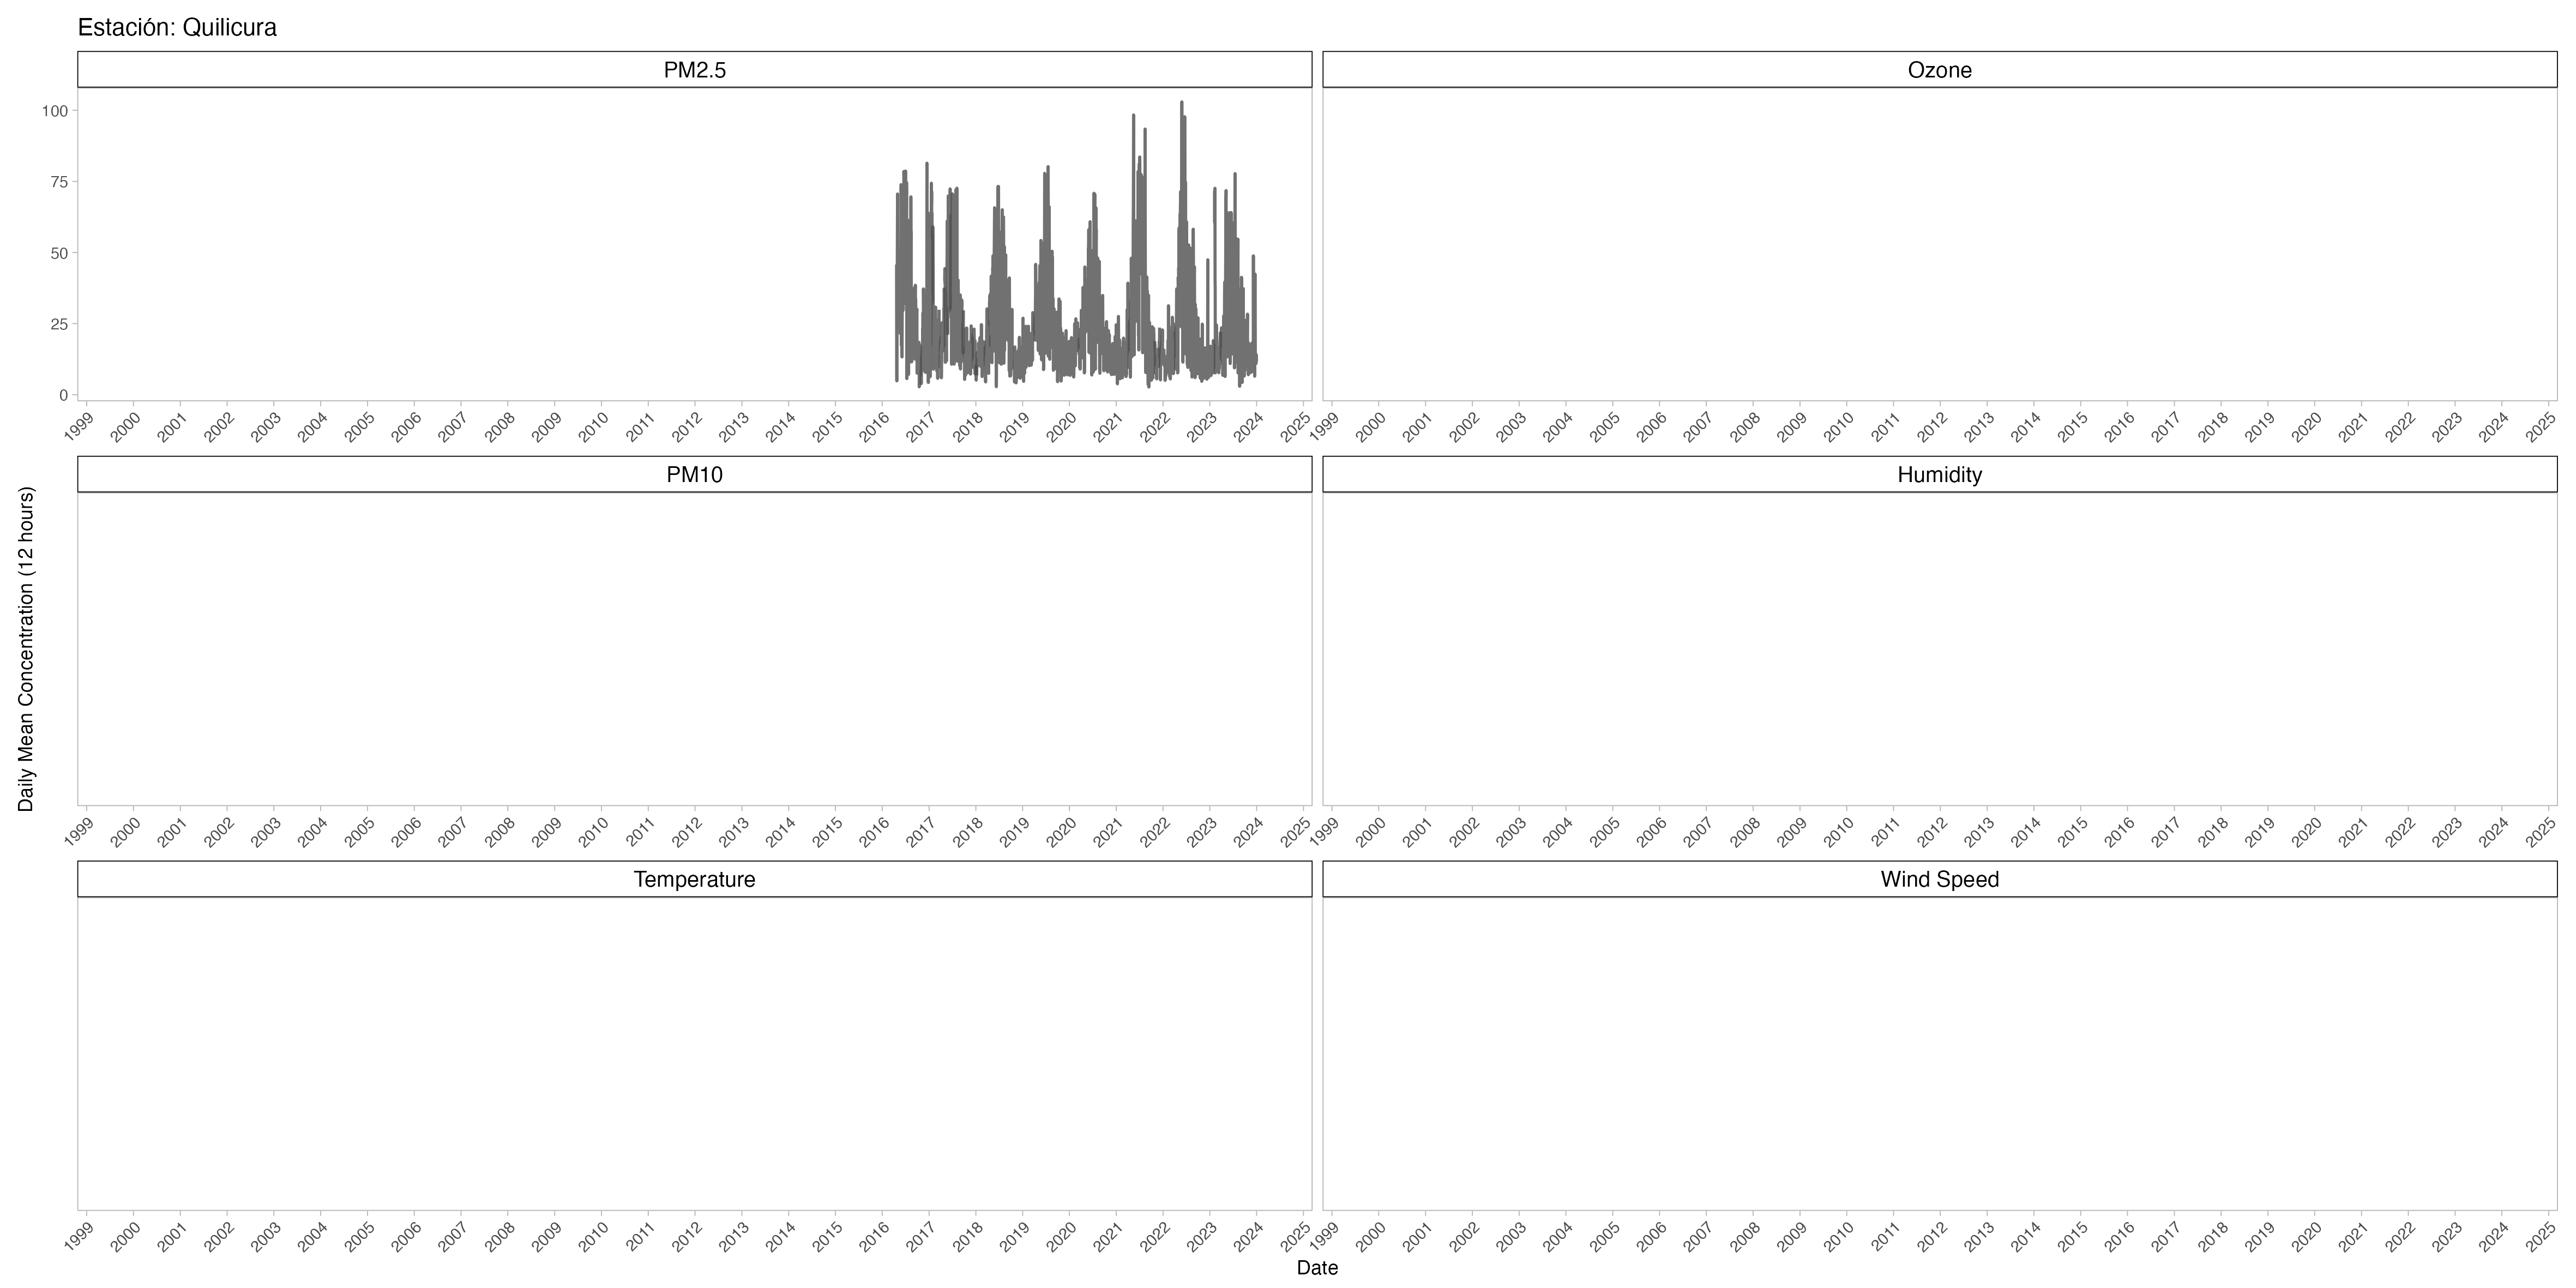 Estación: Quilicura
PM2.5
Ozone
100
75
50
25
0
1999 2000 2001 2002 2003 2004 2005 2006 2007 2008 2009 2010 2011 2012 2013 2014 2015 2016 2017 2018 2019 2020 2021 2022 2023 2024 2025
1999 2000 2001 2002 2003 2004 2005 2006 2007 2008 2009 2010 2011 2012 2013 2014 2015 2016 2017 2018 2019 2020 2021 2022 2023 2024 2025
PM10
Humidity
Daily Mean Concentration (12 hours)
1999 2000 2001 2002 2003 2004 2005 2006 2007 2008 2009 2010 2011 2012 2013 2014 2015 2016 2017 2018 2019 2020 2021 2022 2023 2024 2025
1999 2000 2001 2002 2003 2004 2005 2006 2007 2008 2009 2010 2011 2012 2013 2014 2015 2016 2017 2018 2019 2020 2021 2022 2023 2024 2025
Temperature
Wind Speed
1999 2000 2001 2002 2003 2004 2005 2006 2007 2008 2009 2010 2011 2012 2013 2014 2015 2016 2017 2018 2019 2020 2021 2022 2023 2024 2025
1999 2000 2001 2002 2003 2004 2005 2006 2007 2008 2009 2010 2011 2012 2013 2014 2015 2016 2017 2018 2019 2020 2021 2022 2023 2024 2025
Date